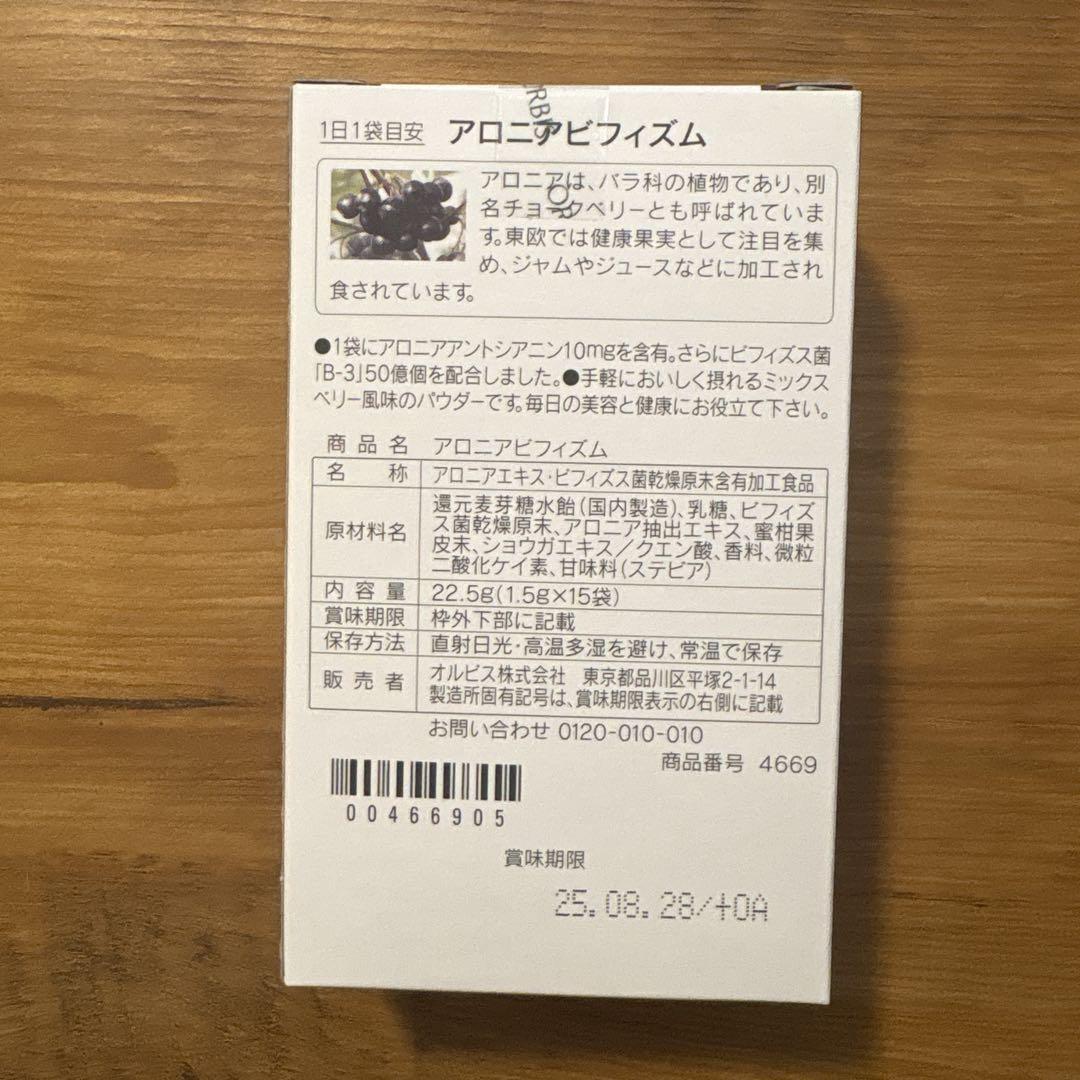 1日1袋目安 アロニアビフィズム
ORBIS
アロニアは、バラ科の植物であり、別
名チョークベリーとも呼ばれていま
す。東欧では健康果実として注目を集
め、ジャムやジュースなどに加工され
食されています。
●1袋にアロニアアントシアニン10mgを含有。さらにビフィズス菌
「B-3」50億個を配合しました。●手軽においしく摂れるミックス
ベリー風味のパウダーです。毎日の美容と健康にお役立て下さい。
商品名 アロニアビフィズム
名称 アロニアエキス・ビフィズス菌乾燥原末含有加工食品
原材料名 還元麦芽糖水飴(国内製造)、乳糖、ビフィズ
ス菌乾燥原末、アロニア抽出エキス、蜜柑果
皮末、ショウガエキス／クエン酸、香料、微粒
二酸化ケイ素、甘味料(ステビア)
内容量 22.5g(1.5g×15袋)
賞味期限 枠外下部に記載
保存方法 直射日光・高温多湿を避け、常温で保存
販売者 オルビス株式会社 東京都品川区平塚2-1-14
製造所固有記号は、賞味期限表示の右側に記載
お問い合わせ 0120-010-010
商品番号 4669
00466905
賞味期限
25.08.28/+0A